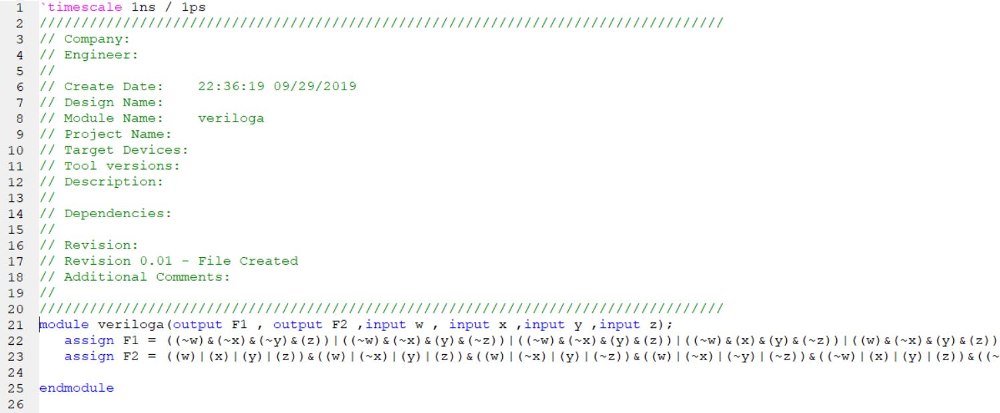 1 `timescale 1ns / 1ps
2 //////////////////////////////////////////////////////////////////////////////////
3 // Company:
4 // Engineer:
5 //
6 // Create Date:    22:36:19 09/29/2019
7 // Design Name:
8 // Module Name:    veriloga
9 // Project Name:
10 // Target Devices:
11 // Tool versions:
12 // Description:
13 //
14 // Dependencies:
15 //
16 // Revision:
17 // Revision 0.01 - File Created
18 // Additional Comments:
19 //
20 //////////////////////////////////////////////////////////////////////////////////
21 module veriloga(output F1 , output F2 ,input w , input x ,input y ,input z);
22    assign F1 = ((~w)&(~x)&(~y)&(z))|((~w)&(~x)&(y)&(~z))|((~w)&(~x)&(y)&(z))|((~w)&(x)&(y)&(~z))|((w)&(~x)&(y)&(z))
23    assign F2 = ((w)|(x)|(y)|(z))&((w)|(~x)|(y)|(z))&((w)|(~x)|(y)|(~z))&((w)|(~x)|(~y)|(~z))&((~w)|(x)|(y)|(z))&((~
24
25 endmodule
26